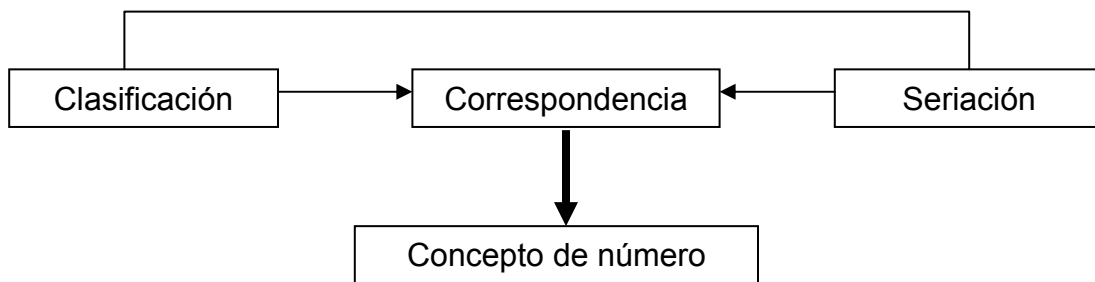 Clasificación
Correspondencia
Seriación
Concepto de número